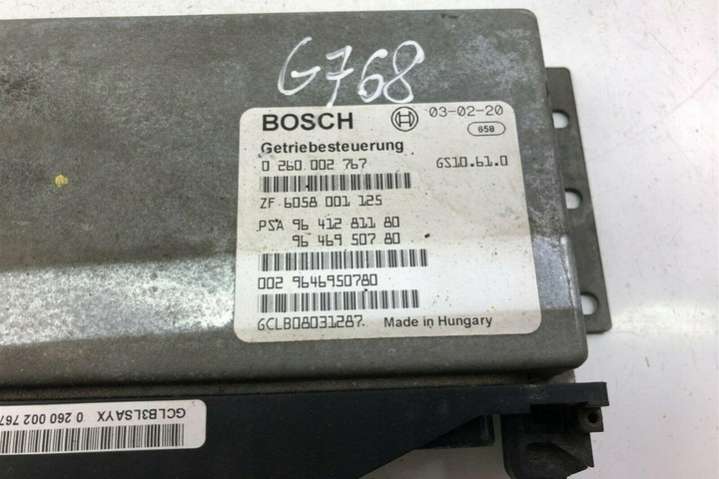 G768
BOSCH 03-02-20
658
Getriebesteuerung
0 260 002 767 GS10.61.0
ZF 6058 001 125
PSA 96 412 811 80
96 469 507 80
002 9646950780
GCLB08031287. Made in Hungary
GCLB3LSAYX 0 260 002 767